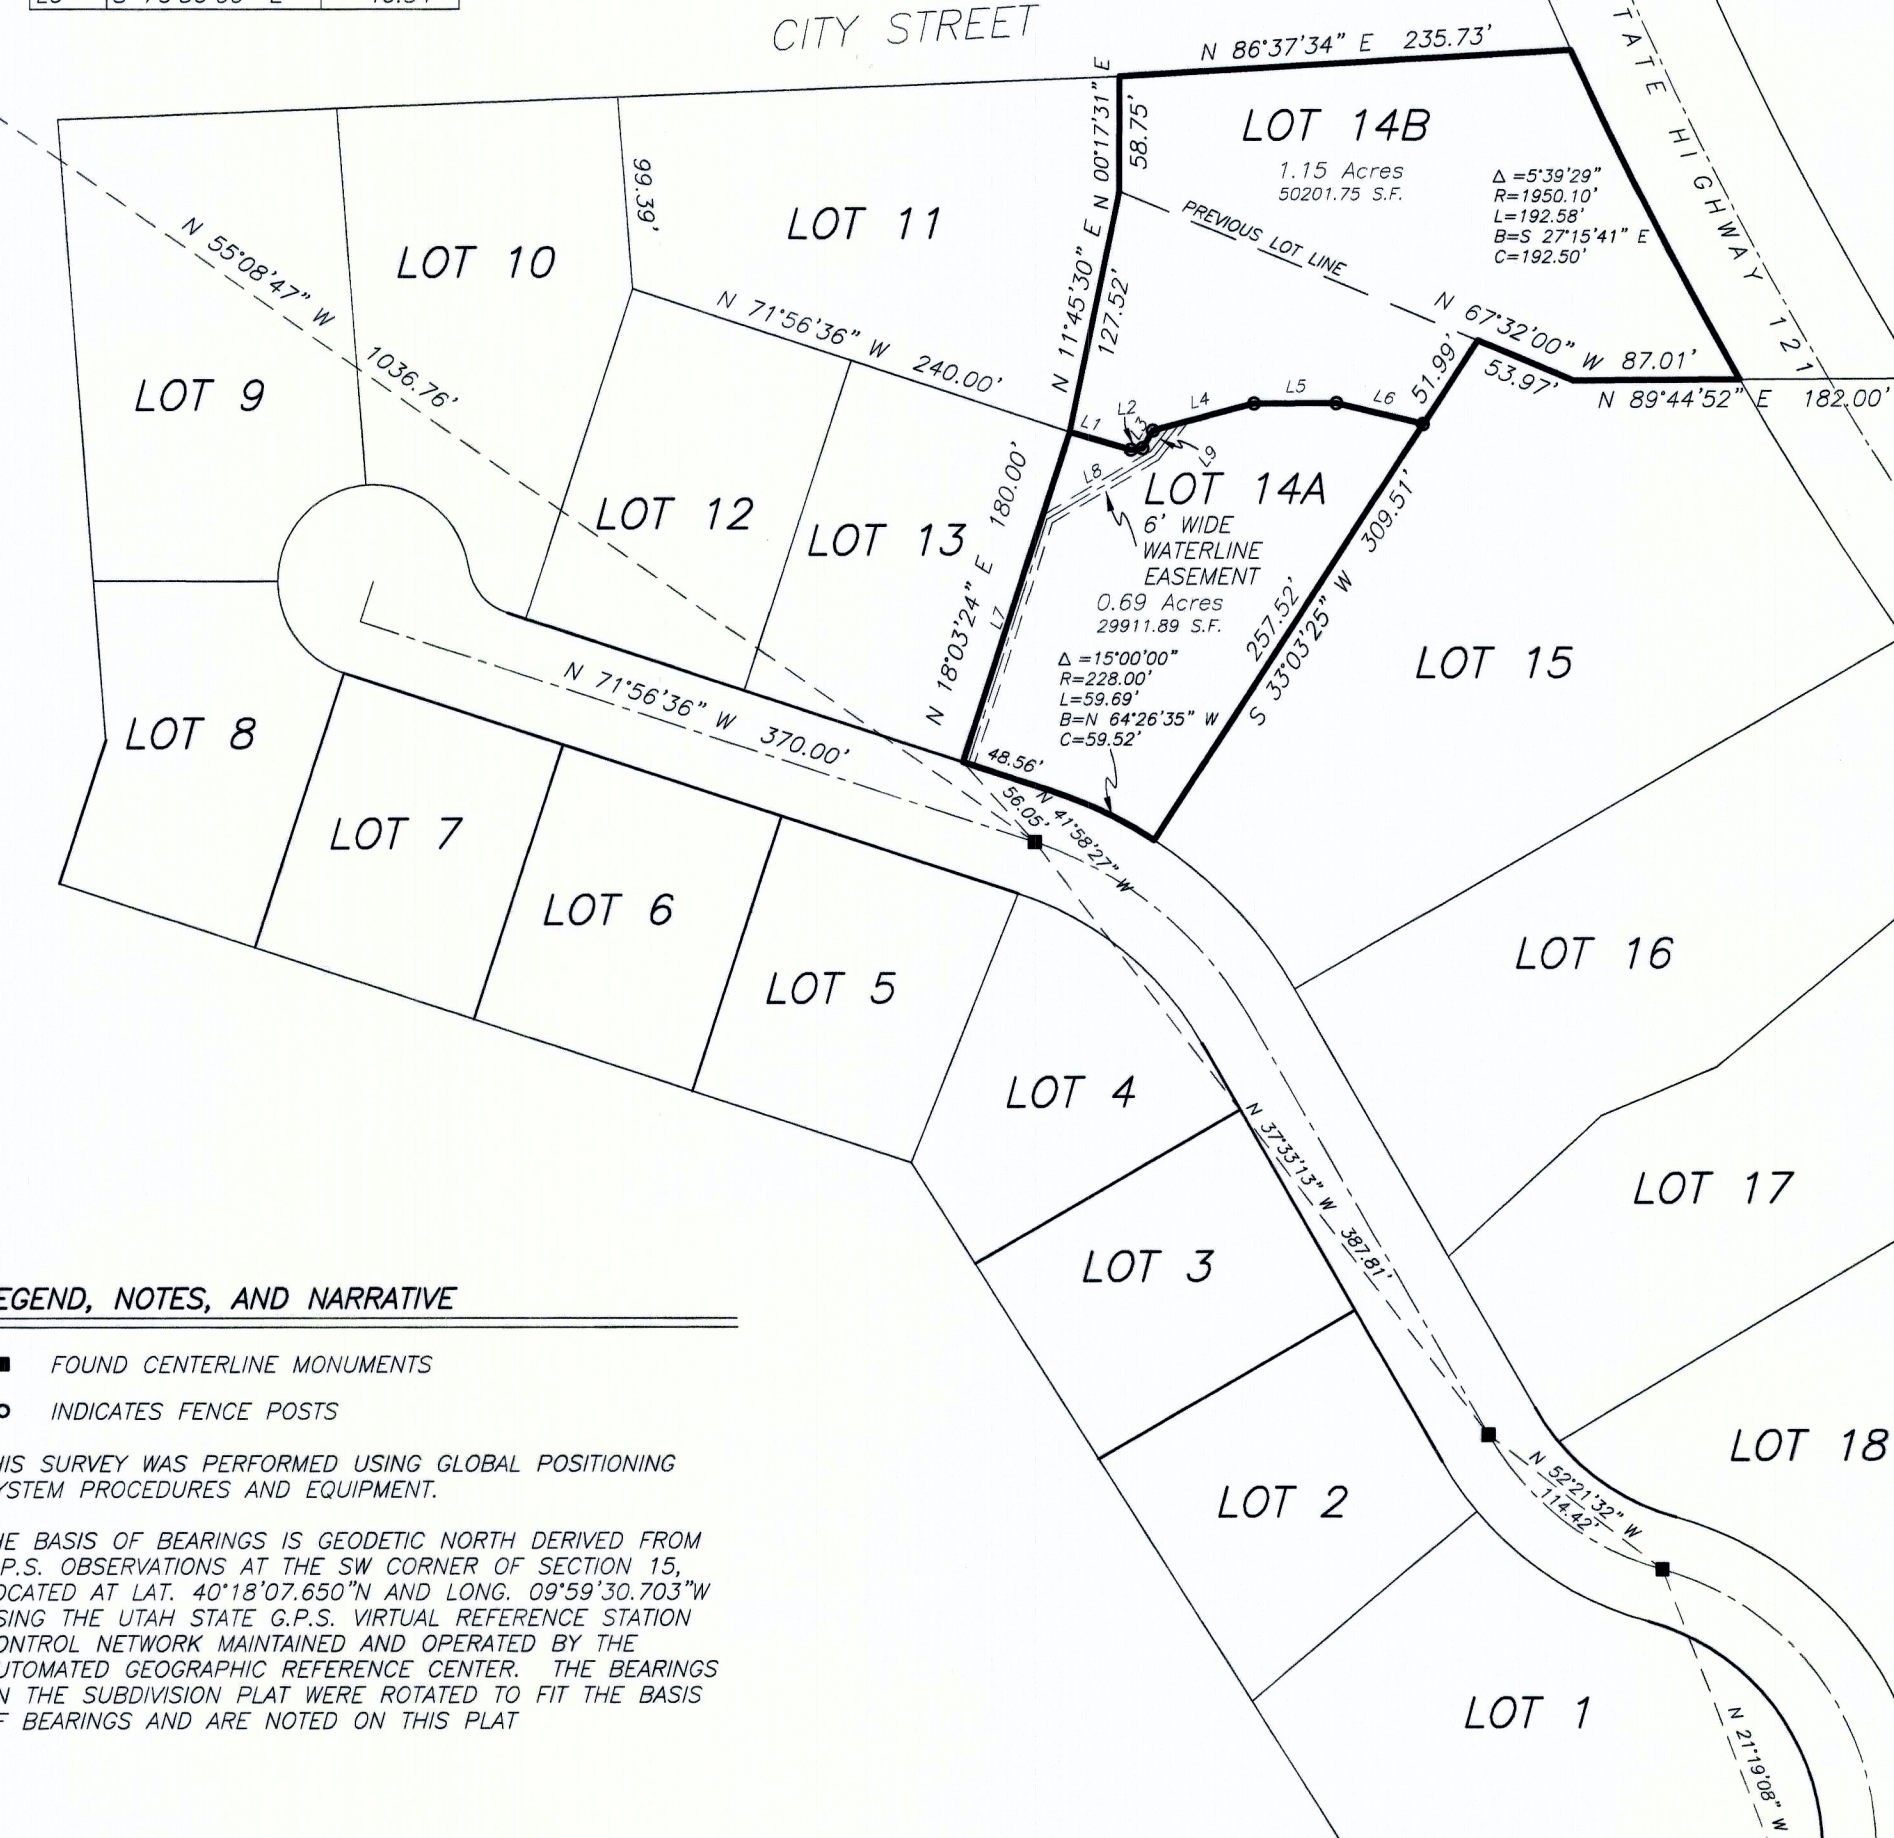 CITY STREET
N 86°37'34" E 235.73'
STATE HIGHWAY 121
N 00°17'31" E
58.75'
LOT 14B
1.15 Acres
50201.75 S.F.
Δ =5°39'29"
R=1950.10'
L=192.58'
B=S 27°15'41" E
C=192.50'
PREVIOUS LOT LINE
N 67°32'00" W
53.97'
87.01'
N 89°44'52" E 182.00'
N 11°45'30" E
127.52'
99.39'
LOT 11
LOT 10
N 55°08'47" W
1036.76'
LOT 9
N 71°56'36" W 240.00'
L1
L2
L3
L4
L5
L6
51.99'
L8
L9
LOT 14A
6' WIDE
WATERLINE
EASEMENT
0.69 Acres
29911.89 S.F.
Δ =15°00'00"
R=228.00'
L=59.69'
B=N 64°26'35" W
C=59.52'
LOT 12
LOT 13
N 18°03'24" E 180.00'
L7
257.52'
S 33°03'25" W 309.51'
LOT 15
N 71°56'36" W 370.00'
48.56'
56.05'
N 41°58'27" W
LOT 8
LOT 7
LOT 6
LOT 5
LOT 16
LOT 4
N 37°33'13" W 387.81'
LOT 17
LOT 3
LOT 18
N 52°21'32" W
114.42'
LOT 2
LOT 1
N 21°19'08" W
EGEND, NOTES, AND NARRATIVE
FOUND CENTERLINE MONUMENTS
INDICATES FENCE POSTS
IS SURVEY WAS PERFORMED USING GLOBAL POSITIONING
YSTEM PROCEDURES AND EQUIPMENT.
E BASIS OF BEARINGS IS GEODETIC NORTH DERIVED FROM
.P.S. OBSERVATIONS AT THE SW CORNER OF SECTION 15,
OCATED AT LAT. 40°18'07.650"N AND LONG. 09°59'30.703"W
SING THE UTAH STATE G.P.S. VIRTUAL REFERENCE STATION
ONTROL NETWORK MAINTAINED AND OPERATED BY THE
UTOMATED GEOGRAPHIC REFERENCE CENTER. THE BEARINGS
N THE SUBDIVISION PLAT WERE ROTATED TO FIT THE BASIS
F BEARINGS AND ARE NOTED ON THIS PLAT